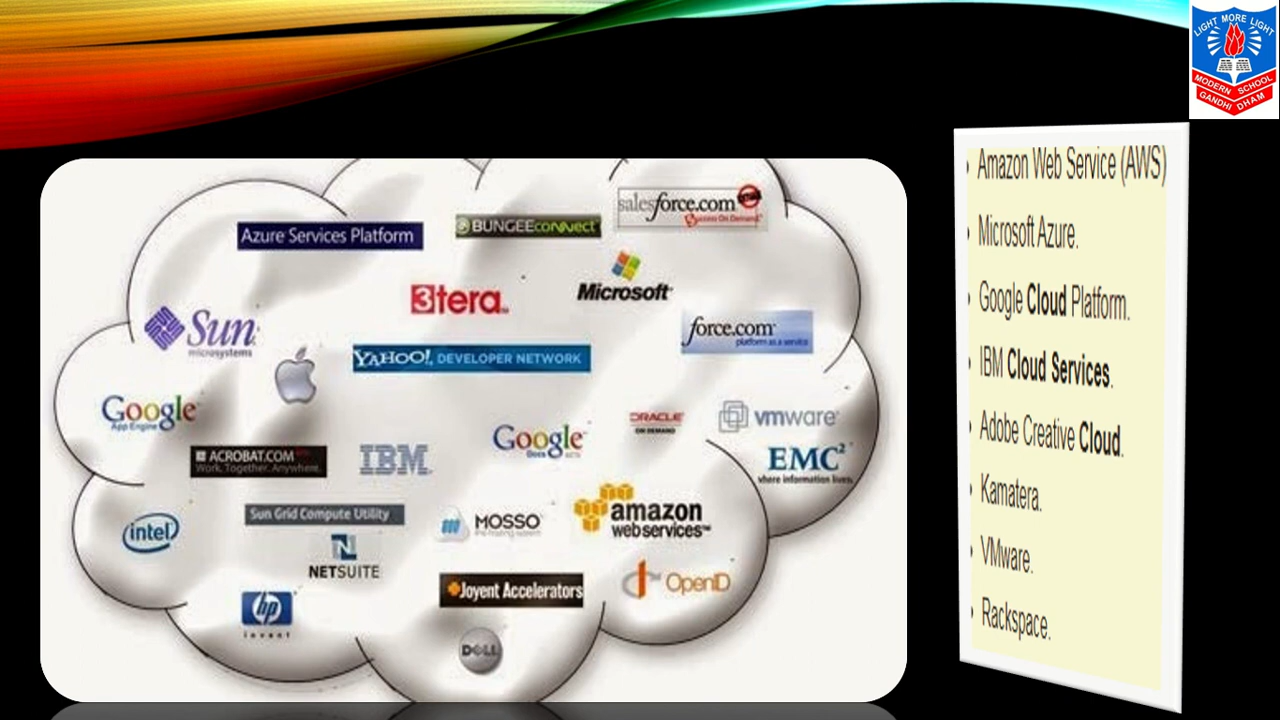 LIGHT MORE LIGHT
MODERN SCHOOL
GANDHIDHAM
salesforce.com
Success On Demand
Azure Services Platform
BUNGEEconnect
3tera
Microsoft
Sun
microsystems
force.com
platform as a service
YAHOO! DEVELOPER NETWORK
Google
App Engine
ORACLE
ON DEMAND
vmware
Google
Docs BETA
ACROBAT.COM
Work. Together. Anywhere.
IBM
EMC²
where information lives
intel
Sun Grid Compute Utility
m MOSSO
the hosting system
amazon
webservices™
N
NETSUITE
Joyent Accelerators
OpenID
hp
invent
DELL
• Amazon Web Service (AWS)
• Microsoft Azure.
• Google Cloud Platform.
• IBM Cloud Services.
• Adobe Creative Cloud.
• Kamatera.
• VMware.
• Rackspace.